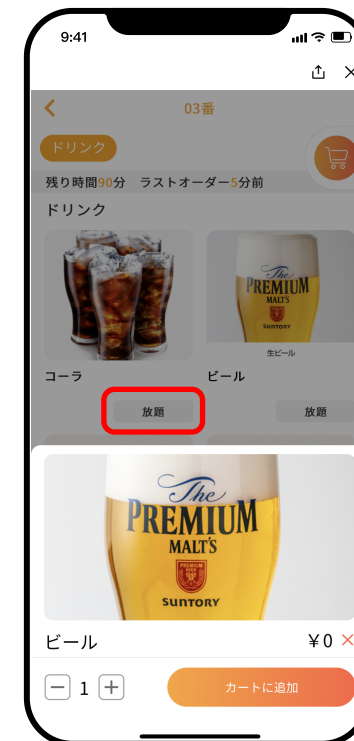 9:41
03番
ドリンク
残り時間90分 ラストオーダー5分前
ドリンク
The
PREMIUM
MALT'S
SUNTORY
生ビール
コーラ
ビール
放題
放題
The
PREMIUM
MALT'S
SUNTORY
ビール
¥0
1
カートに追加